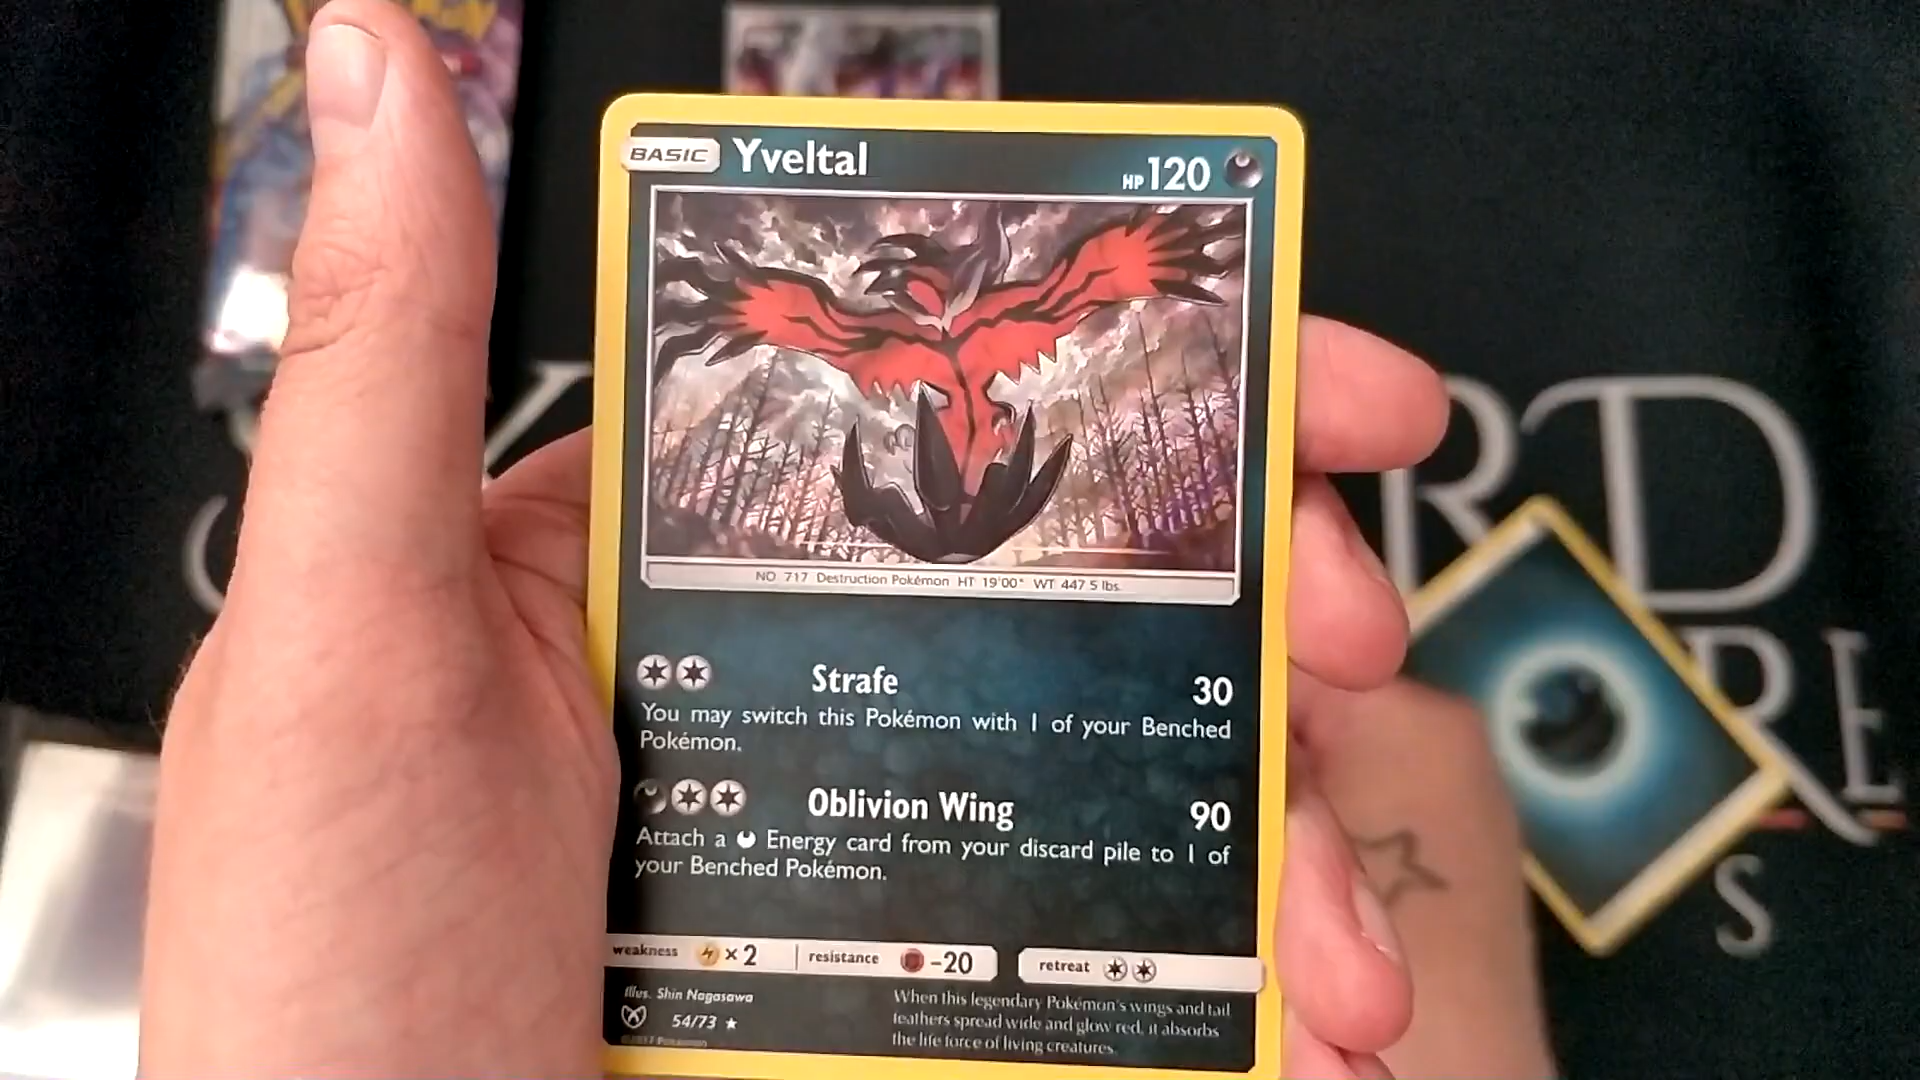 BASIC Yveltal HP 120
NO. 717 Destruction Pokémon HT 19'00" WT 447.5 lbs.
Strafe 30
You may switch this Pokémon with 1 of your Benched
Pokémon.
Oblivion Wing 90
Attach a Energy card from your discard pile to 1 of
your Benched Pokémon.
weakness ×2 resistance -20 retreat
Illus. Shin Nagasawa
54/73 ★
©2017 Pokémon
When this legendary Pokémon's wings and tail
feathers spread wide and glow red, it absorbs
the life force of living creatures.
RD
RE
S